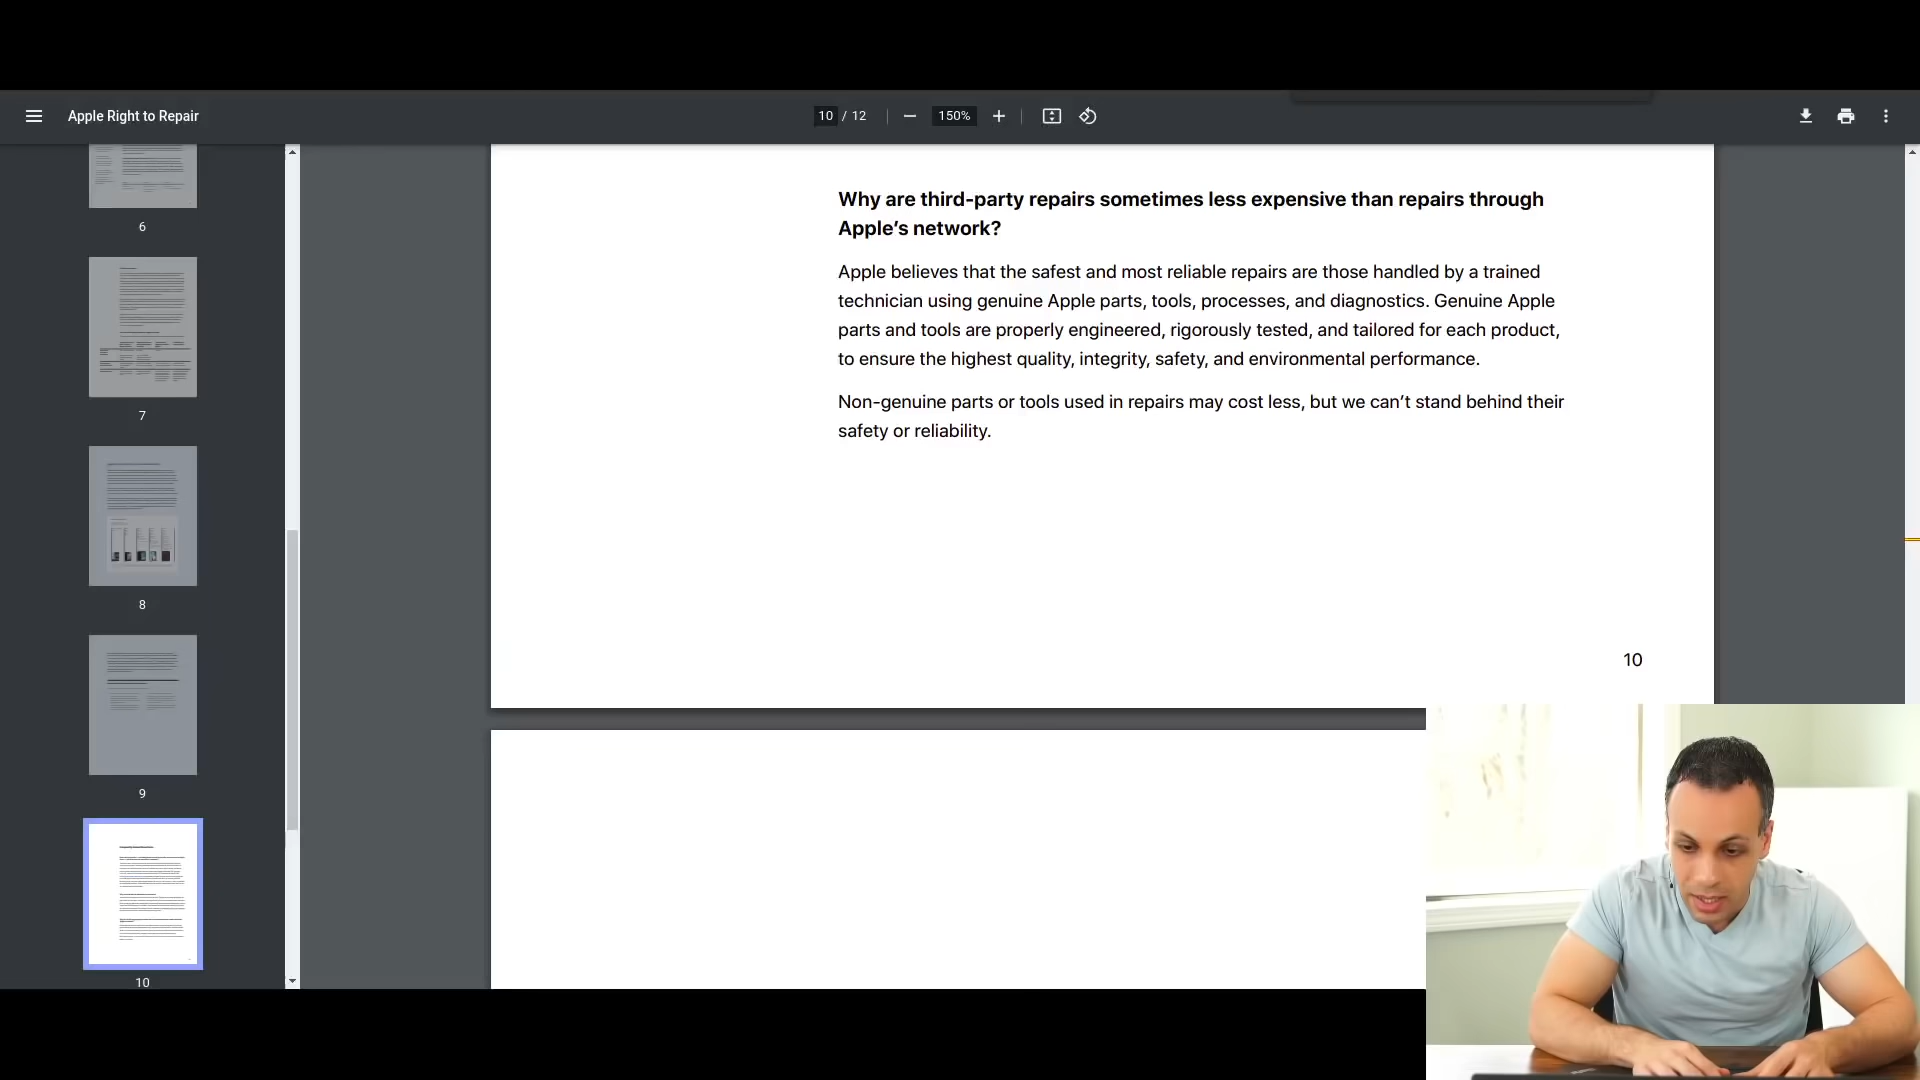 Apple Right to Repair
10 / 12
150%
6
7
8
9
10
Why are third-party repairs sometimes less expensive than repairs through
Apple’s network?
Apple believes that the safest and most reliable repairs are those handled by a trained
technician using genuine Apple parts, tools, processes, and diagnostics. Genuine Apple
parts and tools are properly engineered, rigorously tested, and tailored for each product,
to ensure the highest quality, integrity, safety, and environmental performance.
Non-genuine parts or tools used in repairs may cost less, but we can’t stand behind their
safety or reliability.
10